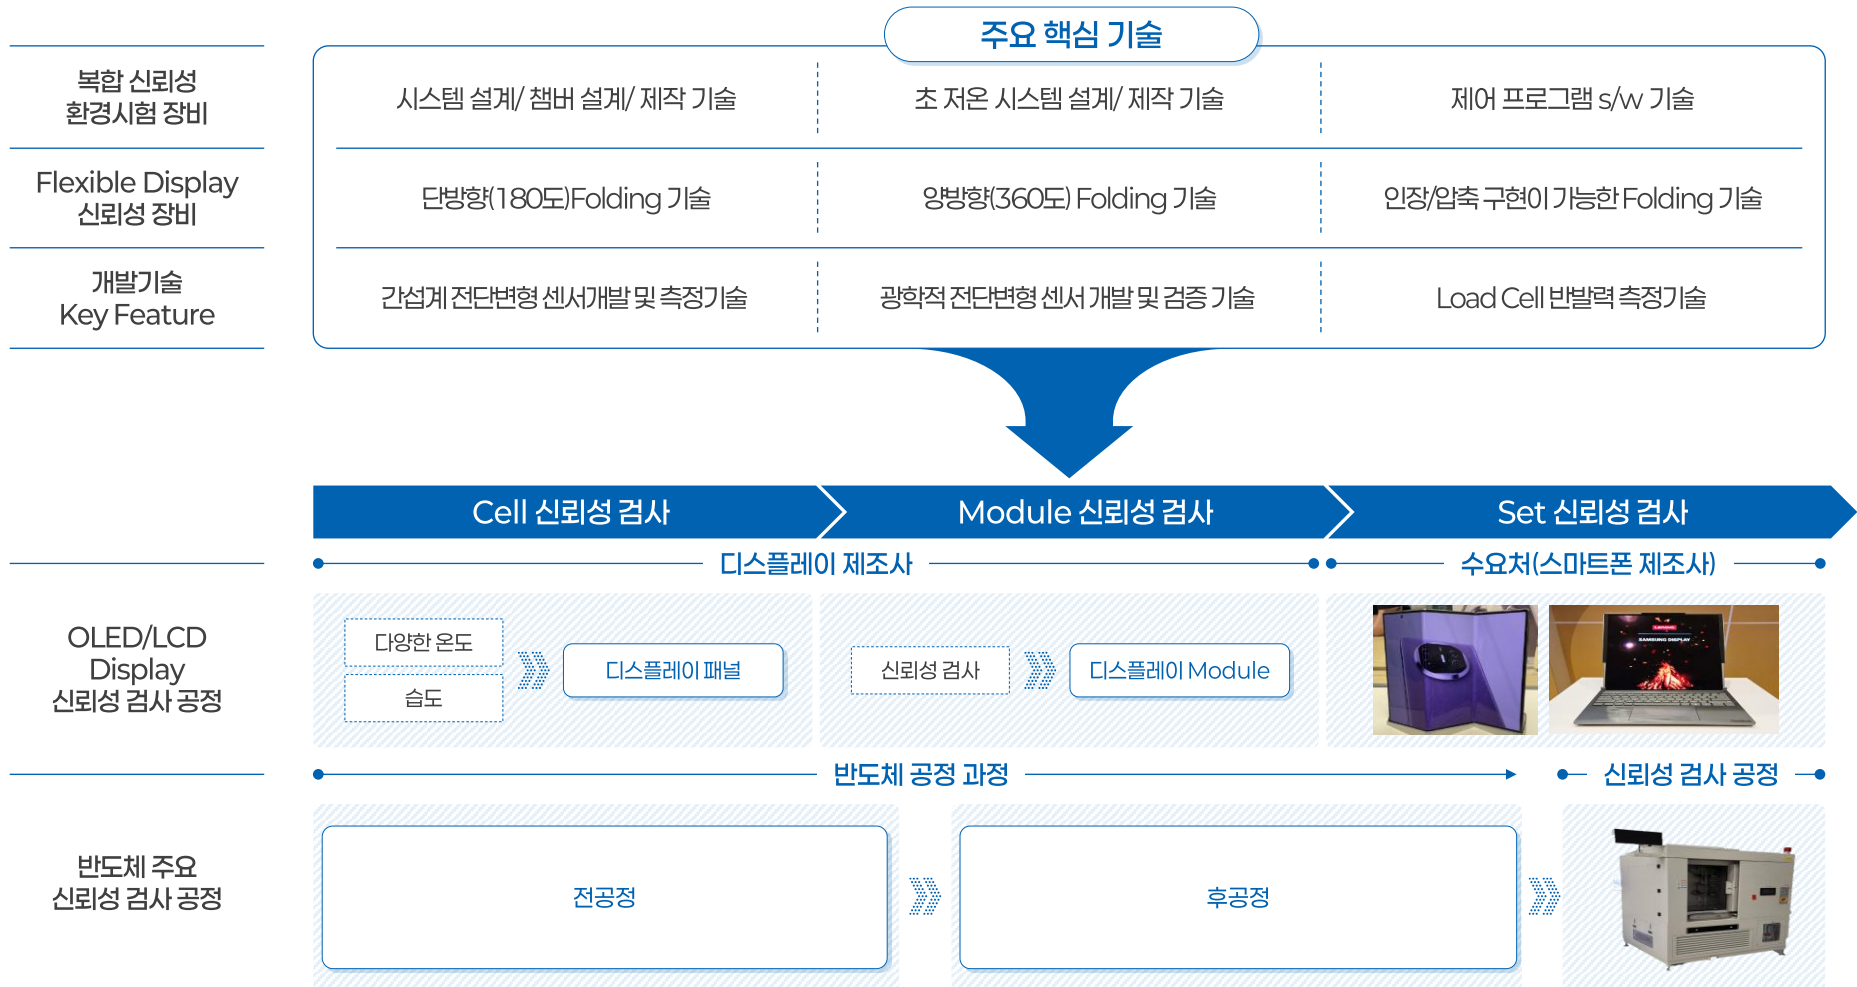 주요 핵심 기술
복합 신뢰성
환경시험 장비
시스템 설계/ 챔버 설계/ 제작 기술
초 저온 시스템 설계/ 제작 기술
제어 프로그램 s/w 기술
Flexible Display
신뢰성 장비
단방향(180도)Folding 기술
양방향(360도) Folding 기술
인장/압축 구현이 가능한 Folding 기술
개발기술
Key Feature
간섭계 전단변형 센서개발 및 측정기술
광학적 전단변형 센서 개발 및 검증 기술
Load Cell 반발력 측정기술
Cell 신뢰성 검사
Module 신뢰성 검사
Set 신뢰성 검사
디스플레이 제조사
수요처(스마트폰 제조사)
OLED/LCD
Display
신뢰성 검사 공정
다양한 온도
습도
디스플레이 패널
신뢰성 검사
디스플레이 Module
Lenovo
SAMSUNG DISPLAY
반도체 공정 과정
신뢰성 검사 공정
반도체 주요
신뢰성 검사 공정
전공정
후공정